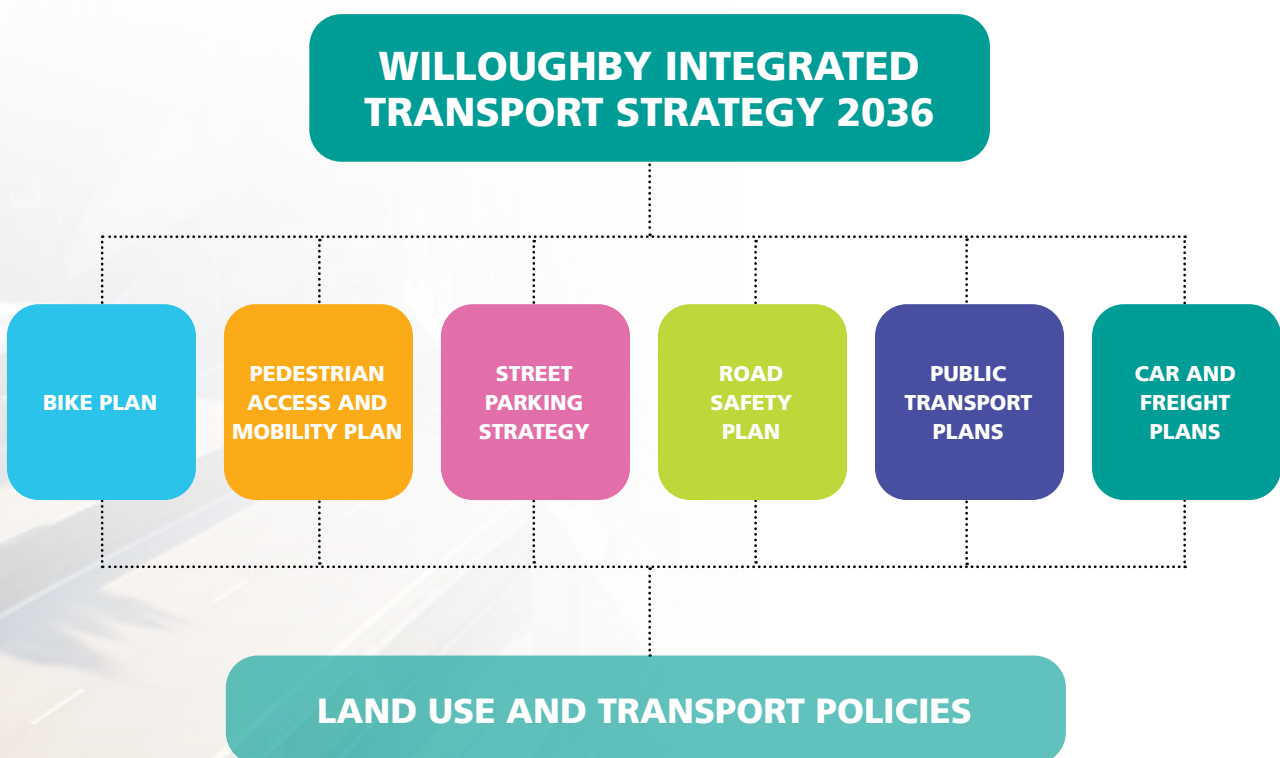 WILLOUGHBY INTEGRATED
TRANSPORT STRATEGY 2036
BIKE PLAN
PEDESTRIAN
ACCESS AND
MOBILITY PLAN
STREET
PARKING
STRATEGY
ROAD
SAFETY
PLAN
PUBLIC
TRANSPORT
PLANS
CAR AND
FREIGHT
PLANS
LAND USE AND TRANSPORT POLICIES